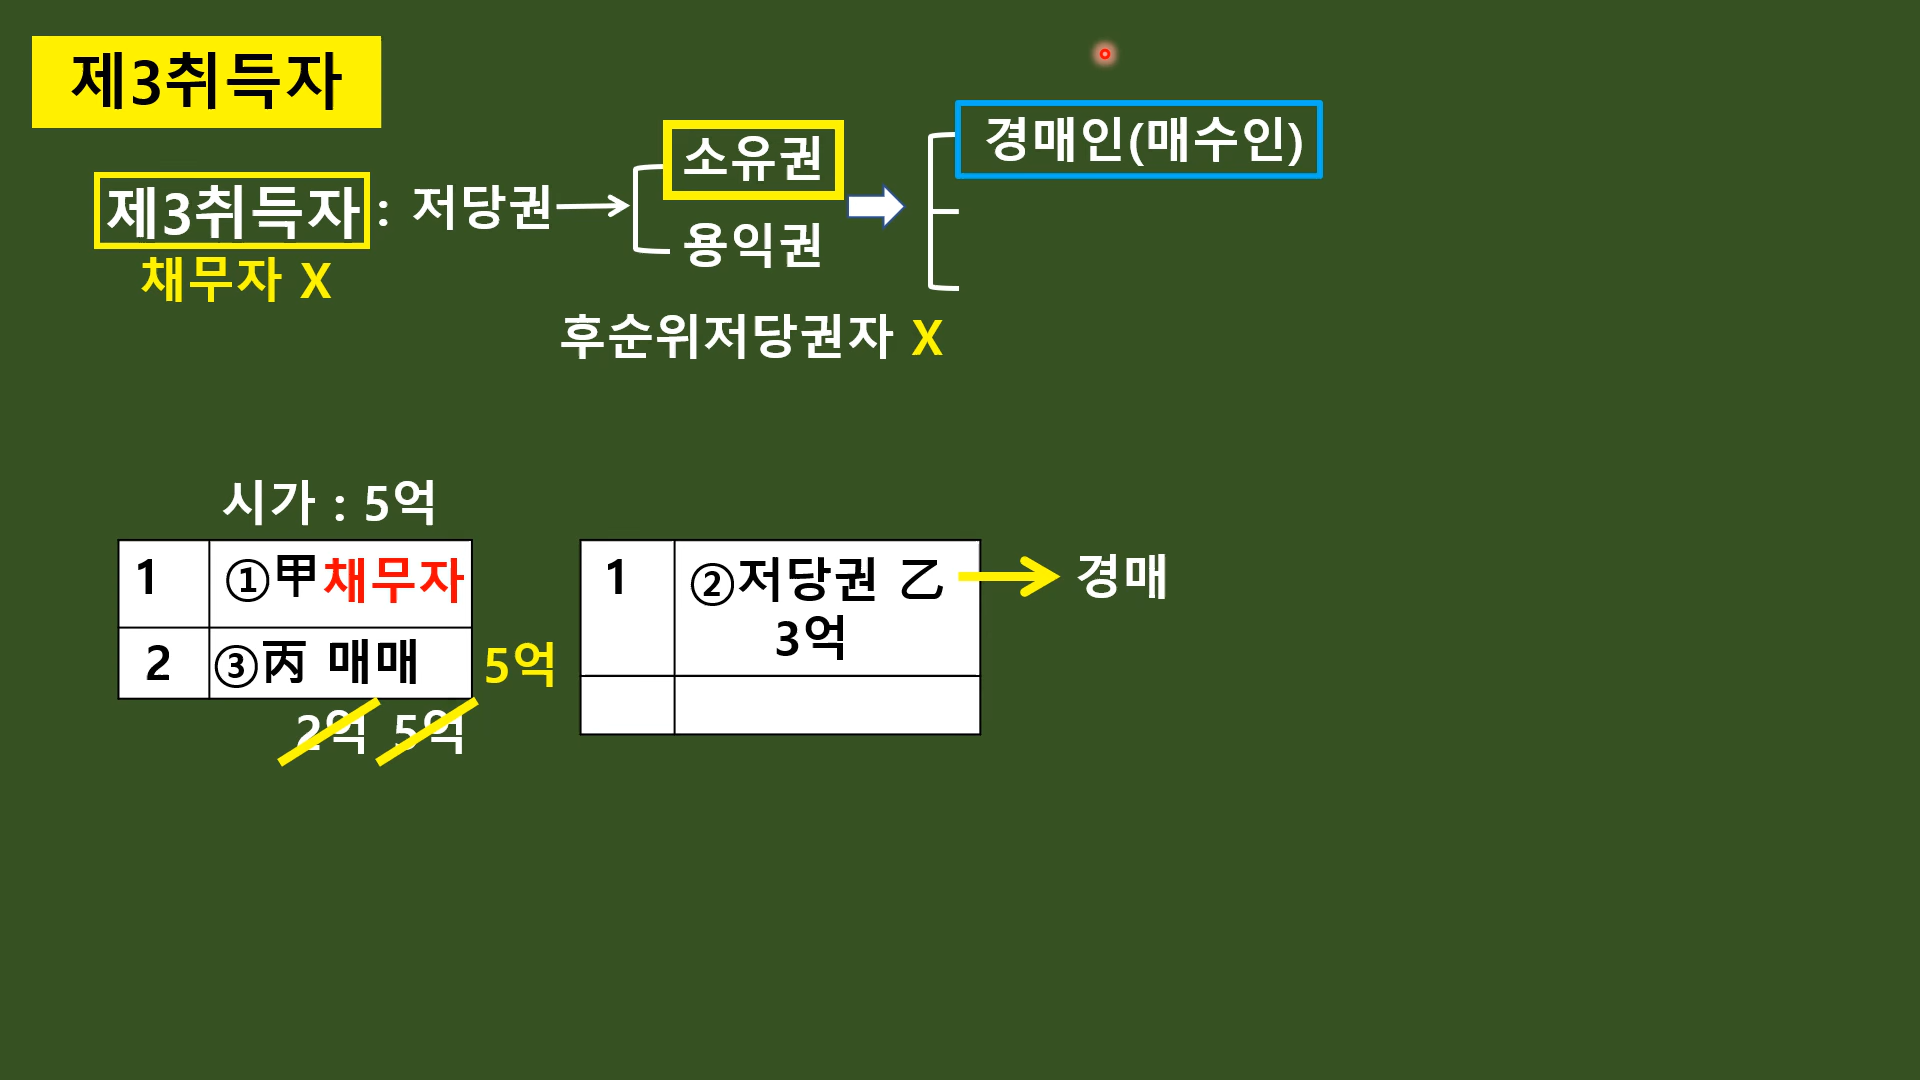 제3취득자
제3취득자 : 저당권
채무자 X
소유권
용익권
후순위저당권자 X
경매인(매수인)
시가 : 5억
1 ①甲채무자
2 ③丙 매매 5억
2억 5억
1 ②저당권 乙
3억
경매